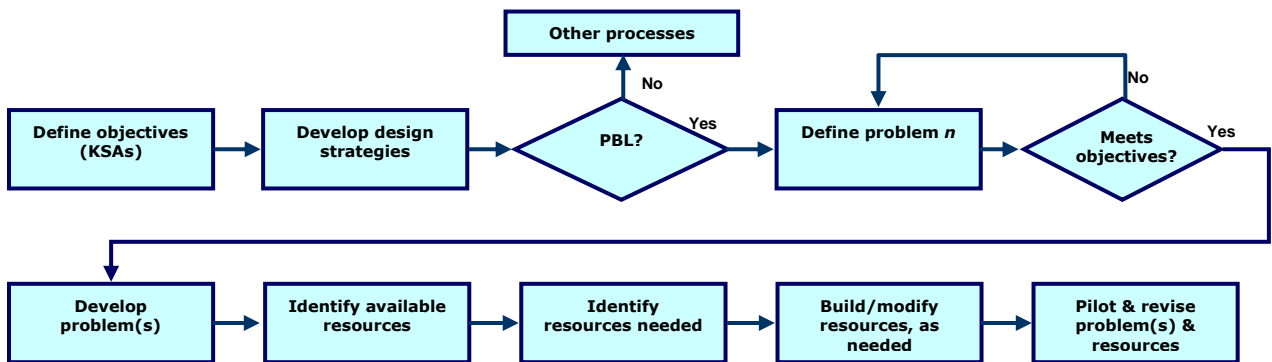 Other processes
No
No
Define objectives
(KSAs)
Develop design
strategies
PBL?
Yes
Define problem n
Meets
objectives?
Yes
Develop
problem(s)
Identify available
resources
Identify
resources needed
Build/modify
resources, as
needed
Pilot & revise
problem(s) &
resources